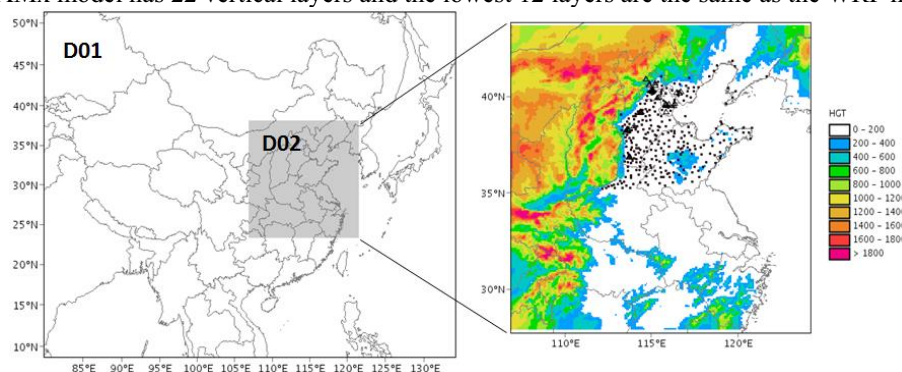 model has 22 vertical layers and the lowest 12 layers are the same as the WRF
D01
D02
50°N
45°N
40°N
35°N
30°N
25°N
20°N
15°N
10°N
85°E 90°E 95°E 100°E 105°E 110°E 115°E 120°E 125°E 130°E
40°N
35°N
30°N
110°E 115°E 120°E
HGT
0 – 200
200 – 400
400 – 600
600 – 800
800 – 1000
1000 – 1200
1200 – 1400
1400 – 1600
1600 – 1800
> 1800